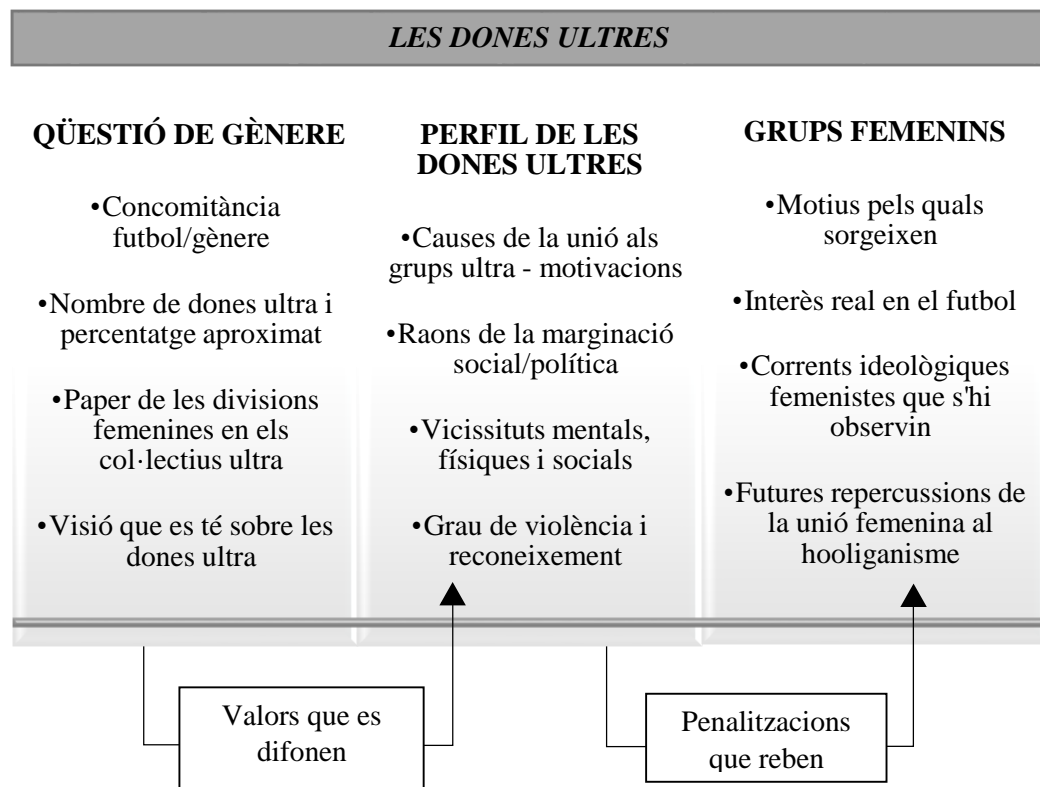 LES DONES ULTRES
QÜESTIÓ DE GÈNERE
•Concomitància
futbol/gènere
•Nombre de dones ultra i
percentatge aproximat
•Paper de les divisions
femenines en els
col·lectius ultra
•Visió que es té sobre les
dones ultra
PERFIL DE LES
DONES ULTRES
•Causes de la unió als
grups ultra - motivacions
•Raons de la marginació
social/política
•Vicissituts mentals,
físiques i socials
•Grau de violència i
reconeixement
GRUPS FEMENINS
•Motius pels quals
sorgeixen
•Interès real en el futbol
•Corrents ideològiques
femenistes que s'hi
observin
•Futures repercussions de
la unió femenina al
hooliganisme
Valors que es
difonen
Penalitzacions
que reben